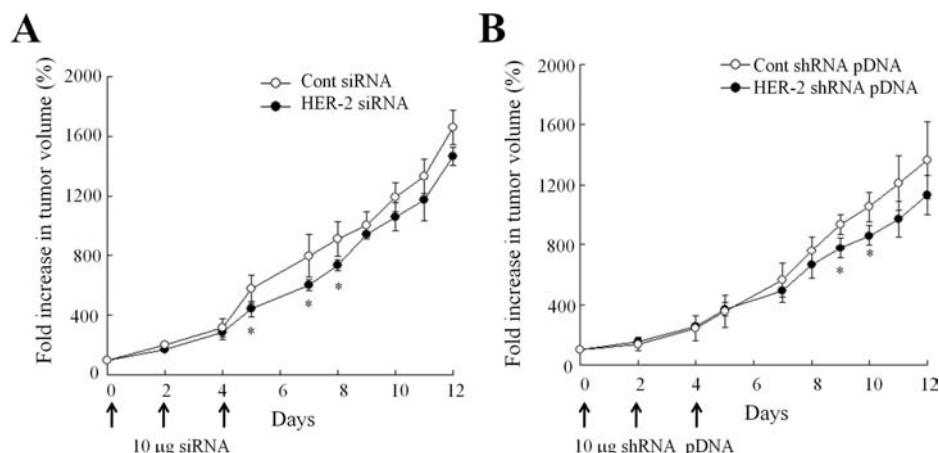 A
Fold increase in tumor volume (%)
2000
1600
1200
800
400
0
Cont siRNA
HER-2 siRNA
*
*
*
0 2 4 6 8 10 12
Days
10 μg siRNA
B
Fold increase in tumor volume (%)
2000
1600
1200
800
400
0
Cont shRNA pDNA
HER-2 shRNA pDNA
*
*
0 2 4 6 8 10 12
Days
10 μg shRNA pDNA